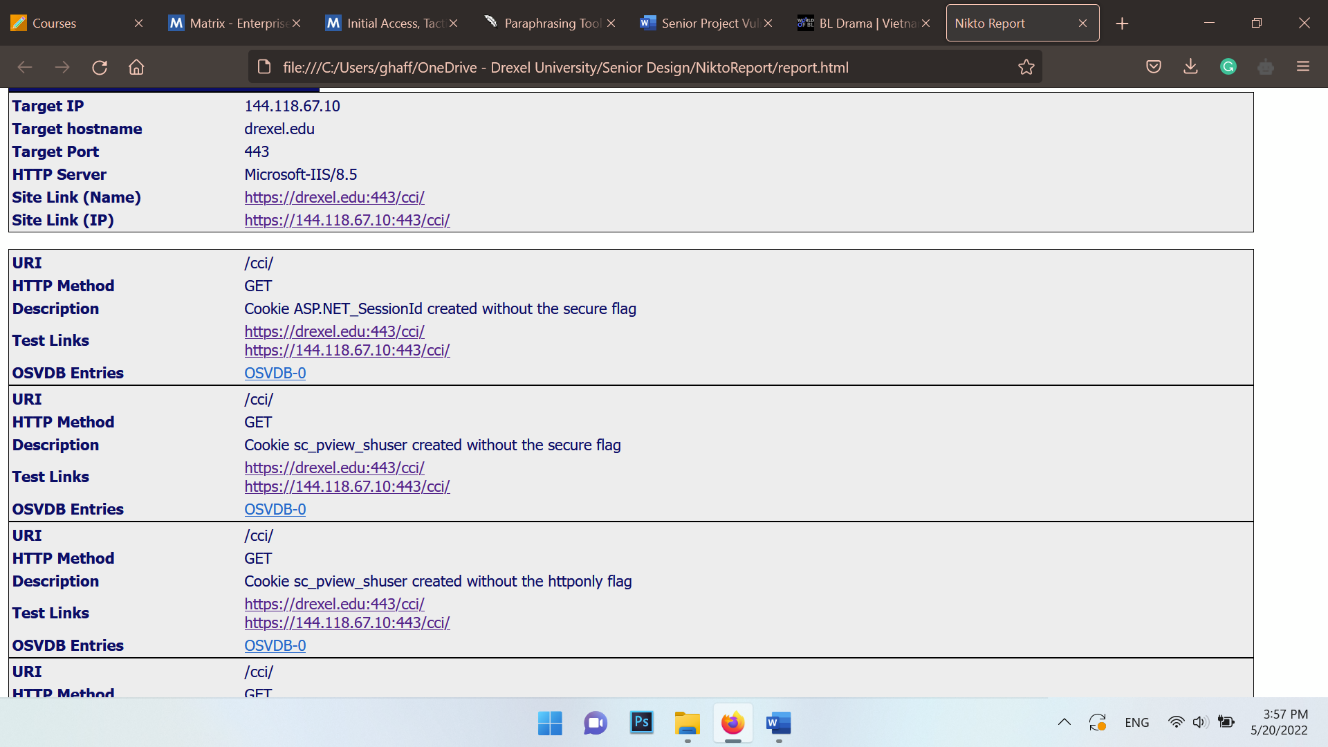 Courses
Matrix - Enterprise
Initial Access, Tact
Paraphrasing Tool
Senior Project Vul
BL Drama | Vietna
Nikto Report
file:///C:/Users/ghaff/OneDrive - Drexel University/Senior Design/NiktoReport/report.html
Target IP 144.118.67.10
Target hostname drexel.edu
Target Port 443
HTTP Server Microsoft-IIS/8.5
Site Link (Name) https://drexel.edu:443/cci/
Site Link (IP) https://144.118.67.10:443/cci/
URI /cci/
HTTP Method GET
Description Cookie ASP.NET_SessionId created without the secure flag
Test Links https://drexel.edu:443/cci/
https://144.118.67.10:443/cci/
OSVDB Entries OSVDB-0
URI /cci/
HTTP Method GET
Description Cookie sc_pview_shuser created without the secure flag
Test Links https://drexel.edu:443/cci/
https://144.118.67.10:443/cci/
OSVDB Entries OSVDB-0
URI /cci/
HTTP Method GET
Description Cookie sc_pview_shuser created without the httponly flag
Test Links https://drexel.edu:443/cci/
https://144.118.67.10:443/cci/
OSVDB Entries OSVDB-0
URI /cci/
HTTP Method GET
Ps
ENG
3:57 PM
5/20/2022